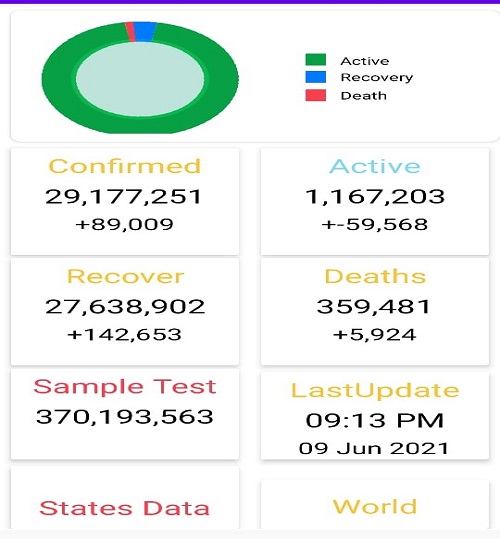 Active
Recovery
Death
Confirmed
29,177,251
+89,009
Active
1,167,203
+-59,568
Recover
27,638,902
+142,653
Deaths
359,481
+5,924
Sample Test
370,193,563
LastUpdate
09:13 PM
09 Jun 2021
States Data
World